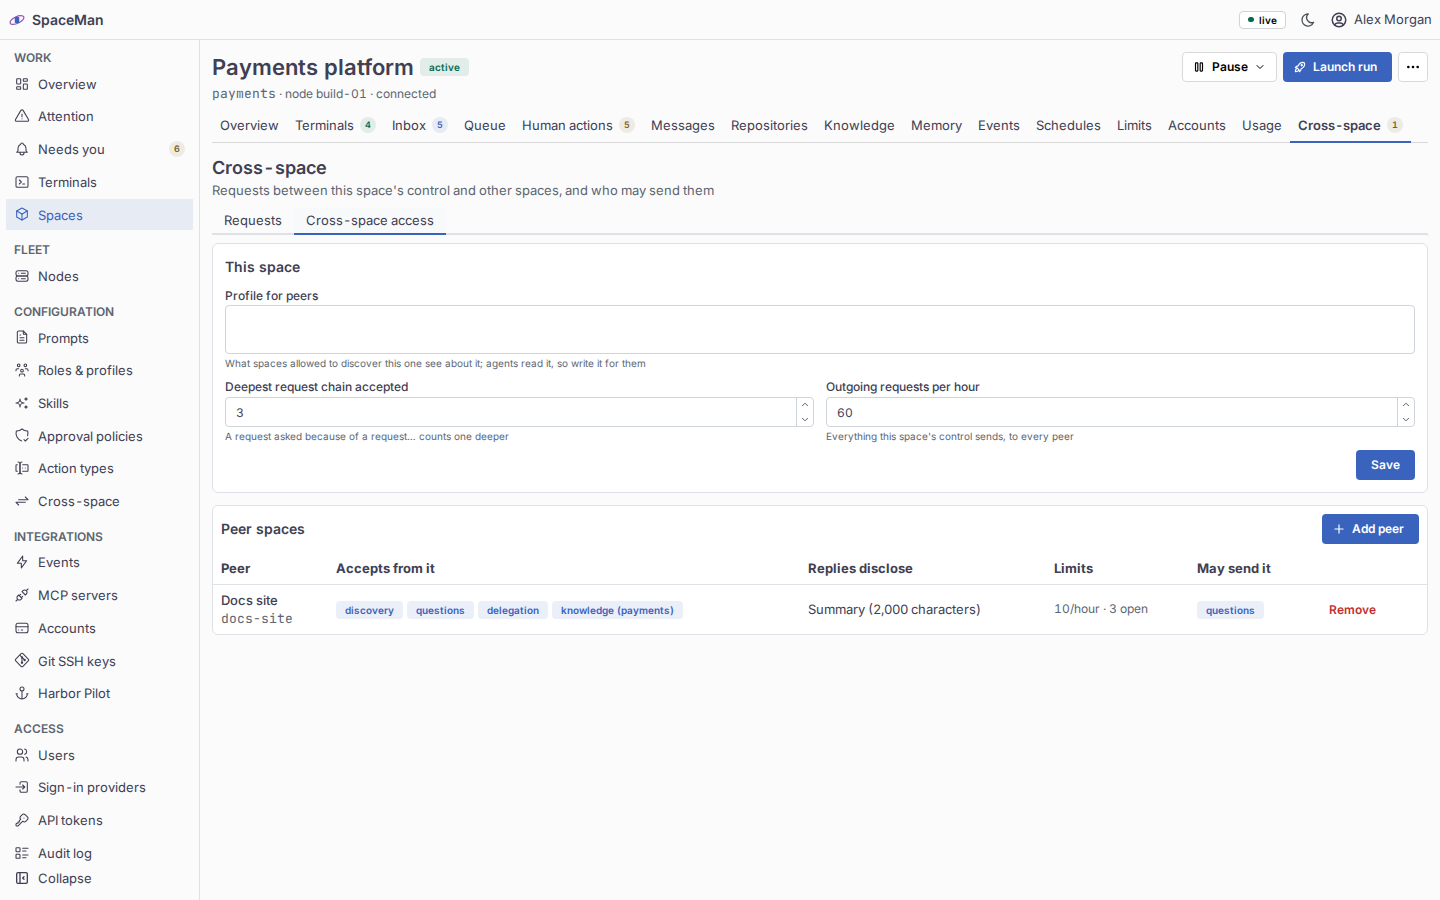 SpaceMan
live
Alex Morgan
WORK
Overview
Attention
Needs you 6
Terminals
Spaces
FLEET
Nodes
CONFIGURATION
Prompts
Roles & profiles
Skills
Approval policies
Action types
Cross-space
INTEGRATIONS
Events
MCP servers
Accounts
Git SSH keys
Harbor Pilot
ACCESS
Users
Sign-in providers
API tokens
Audit log
Collapse
Payments platform active
Pause
Launch run
payments · node build-01 · connected
Overview Terminals 4 Inbox 5 Queue Human actions 5 Messages Repositories Knowledge Memory Events Schedules Limits Accounts Usage Cross-space 1
Cross-space
Requests between this space's control and other spaces, and who may send them
Requests Cross-space access
This space
Profile for peers
What spaces allowed to discover this one see about it; agents read it, so write it for them
Deepest request chain accepted Outgoing requests per hour
3 60
A request asked because of a request... counts one deeper Everything this space's control sends, to every peer
Save
Peer spaces
Add peer
Peer Accepts from it Replies disclose Limits May send it
Docs site
docs-site
discovery questions delegation knowledge (payments) Summary (2,000 characters) 10/hour · 3 open questions Remove